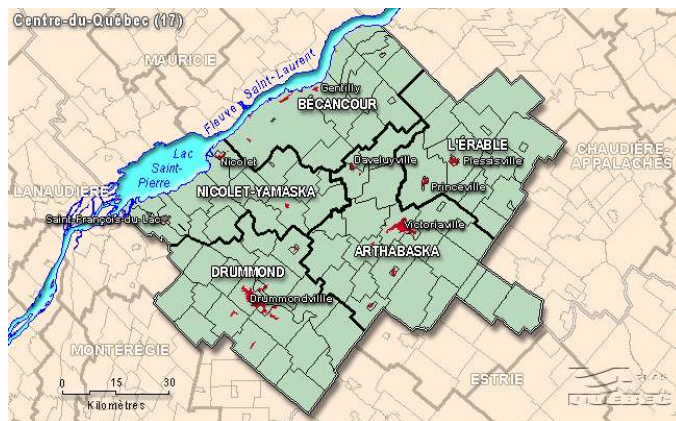 Centre-du-Québec (17)
MAURICIE
Fleuve Saint-Laurent
Gentilly
BÉCANCOUR
L'ÉRABLE
CHAUDIÈRE-
APPALACHES
Lac
Saint-
Pierre
Nicolet
Daveluyville
Plessisville
LANAUDIÈRE
NICOLET-YAMASKA
Princeville
Saint-François-du-Lac
Victoriaville
ARTHABASKA
DRUMMOND
Drummondvillle
MONTÉRÉGIE
ESTRIE
0 15 30
Kilomètres
QUÉBEC